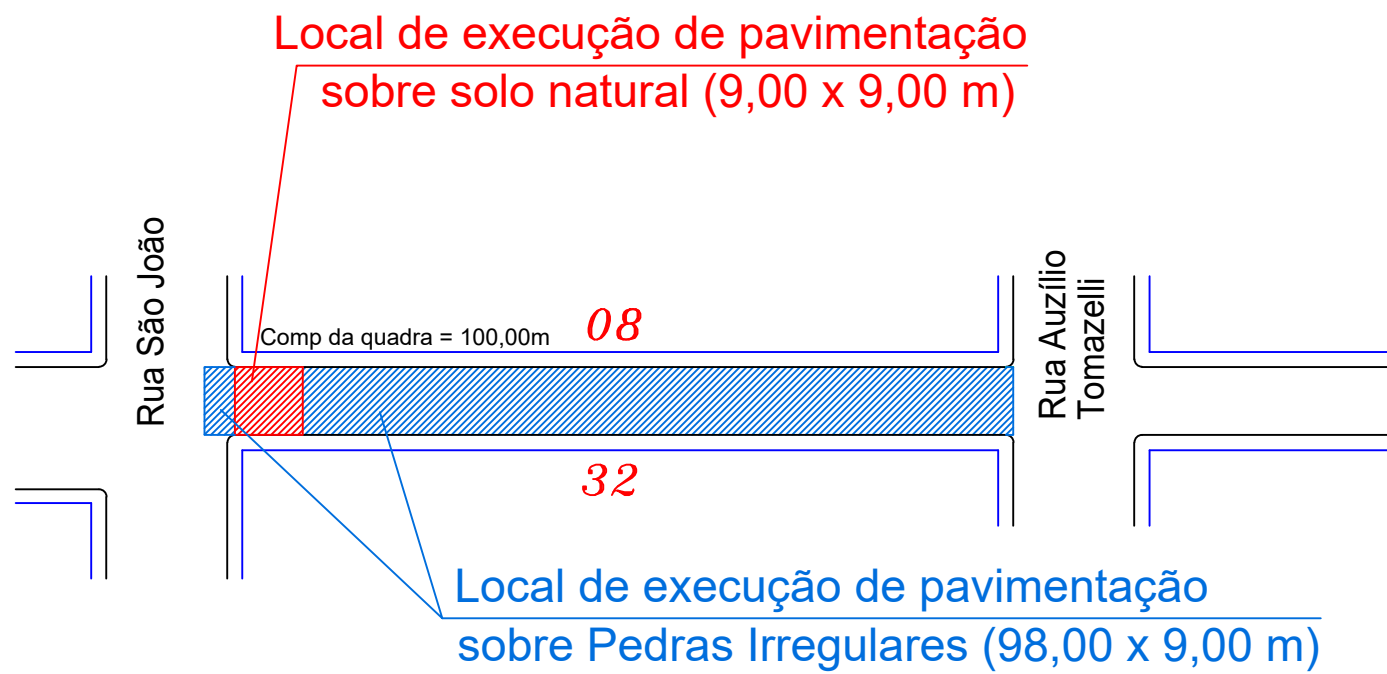 Local de execução de pavimentação
sobre solo natural (9,00 x 9,00 m)
Rua São João
Comp da quadra = 100,00m
08
Rua Auzílio
Tomazelli
32
Local de execução de pavimentação
sobre Pedras Irregulares (98,00 x 9,00 m)